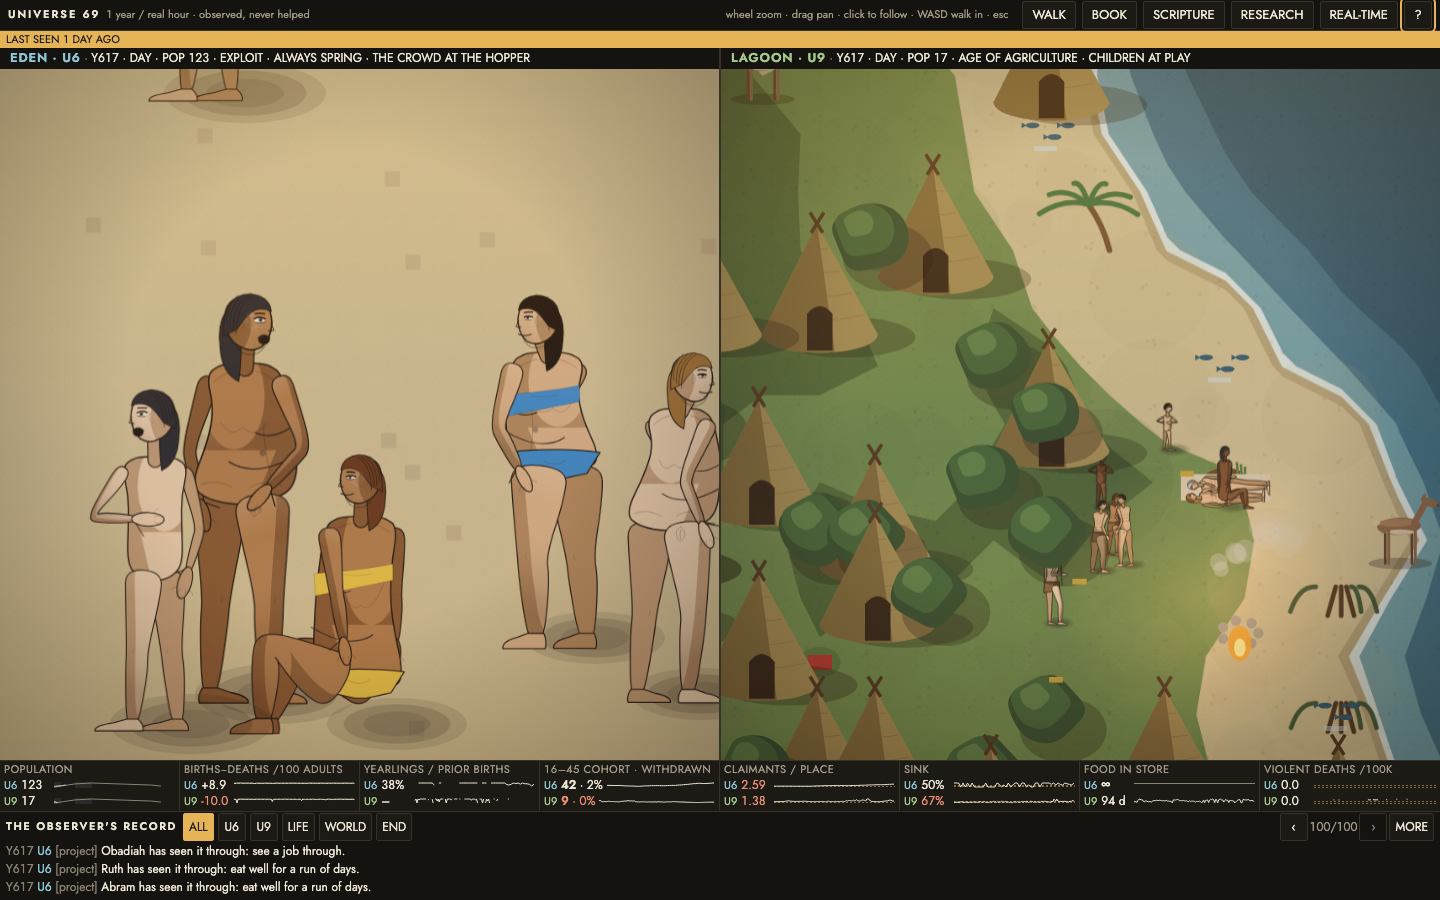 UNIVERSE 69 1 year / real hour · observed, never helped
wheel zoom · drag pan · click to follow · WASD walk in · esc WALK BOOK SCRIPTURE RESEARCH REAL-TIME ?
LAST SEEN 1 DAY AGO
EDEN · U6 · Y617 · DAY · POP 123 · EXPLOIT · ALWAYS SPRING · THE CROWD AT THE HOPPER
LAGOON · U9 · Y617 · DAY · POP 17 · AGE OF AGRICULTURE · CHILDREN AT PLAY
POPULATION
U6 123
U9 17
BIRTHS–DEATHS /100 ADULTS
U6 +8.9
U9 -10.0
YEARLINGS / PRIOR BIRTHS
U6 38%
U9 –
16–45 COHORT · WITHDRAWN
U6 42 · 2%
U9 9 · 0%
CLAIMANTS / PLACE
U6 2.59
U9 1.38
SINK
U6 50%
U9 67%
FOOD IN STORE
U6 ∞
U9 94 d
VIOLENT DEATHS /100K
U6 0.0
U9 0.0
THE OBSERVER'S RECORD ALL U6 U9 LIFE WORLD END ‹ 100/100 › MORE
Y617 U6 [project] Obadiah has seen it through: see a job through.
Y617 U6 [project] Ruth has seen it through: eat well for a run of days.
Y617 U6 [project] Abram has seen it through: eat well for a run of days.